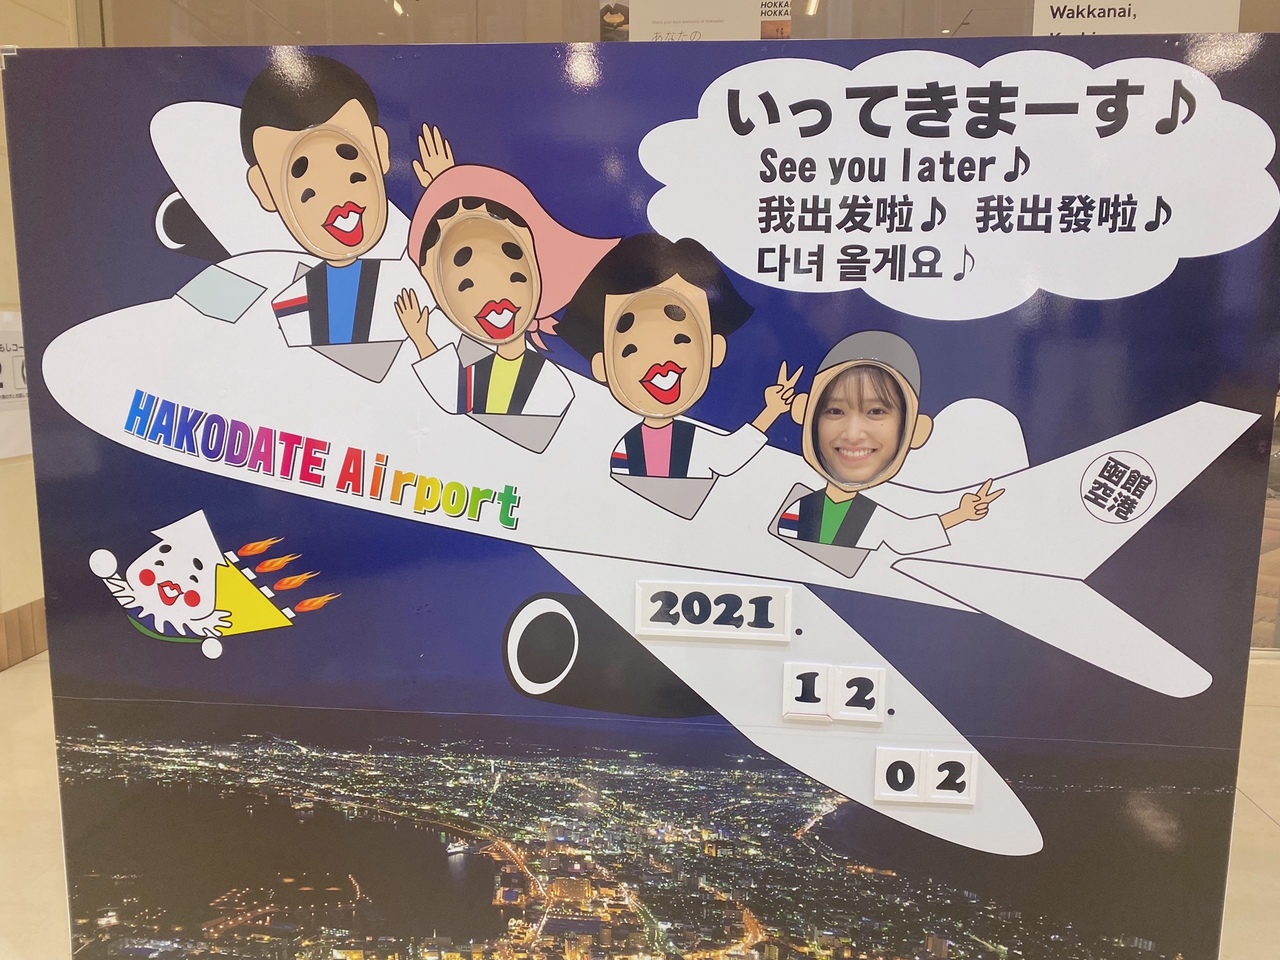 HOKKAI
HOKKAI
あなたの
Wakkanai,
いってきまーす♪
See you later♪
我出发啦♪ 我出發啦♪
다녀 올게요♪
HAKODATE Airport
函館
空港
2021.
12.
02